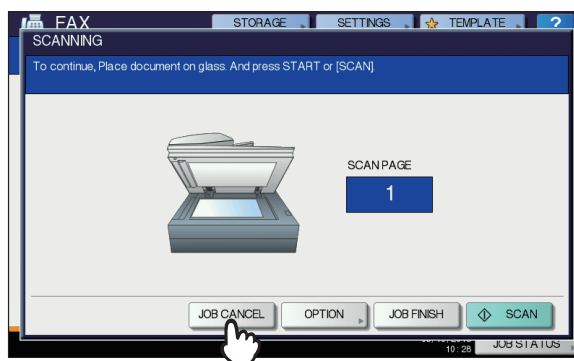 FAX
STORAGE
SETTINGS
TEMPLATE
?
SCANNING
To continue, Place document on glass. And press START or [SCAN].
SCAN PAGE
1
JOB CANCEL
OPTION
JOB FINISH
SCAN
10:28
JOB STATUS